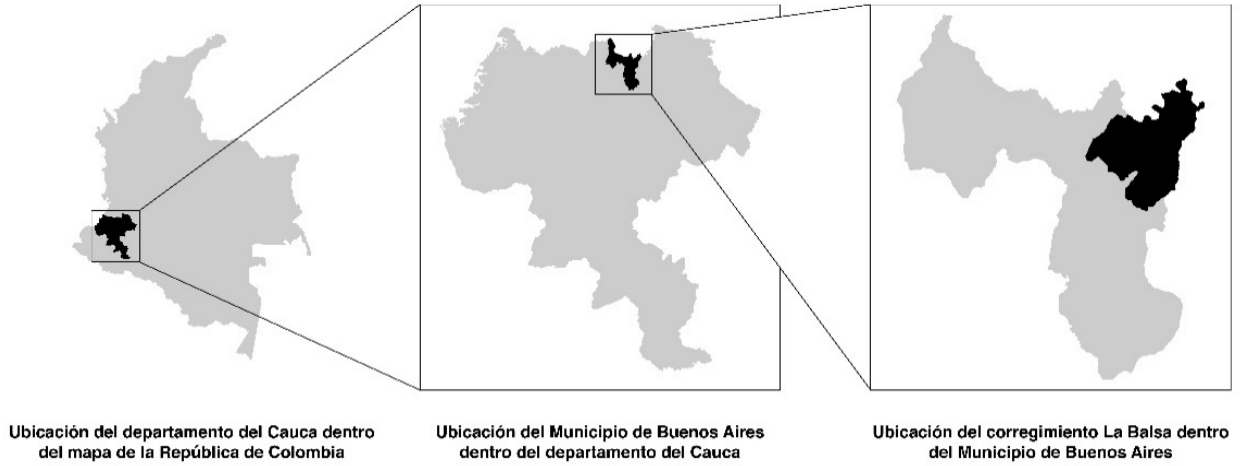 Ubicación del departamento del Cauca dentro
del mapa de la República de Colombia
Ubicación del Municipio de Buenos Aires
dentro del departamento del Cauca
Ubicación del corregimiento La Balsa dentro
del Municipio de Buenos Aires